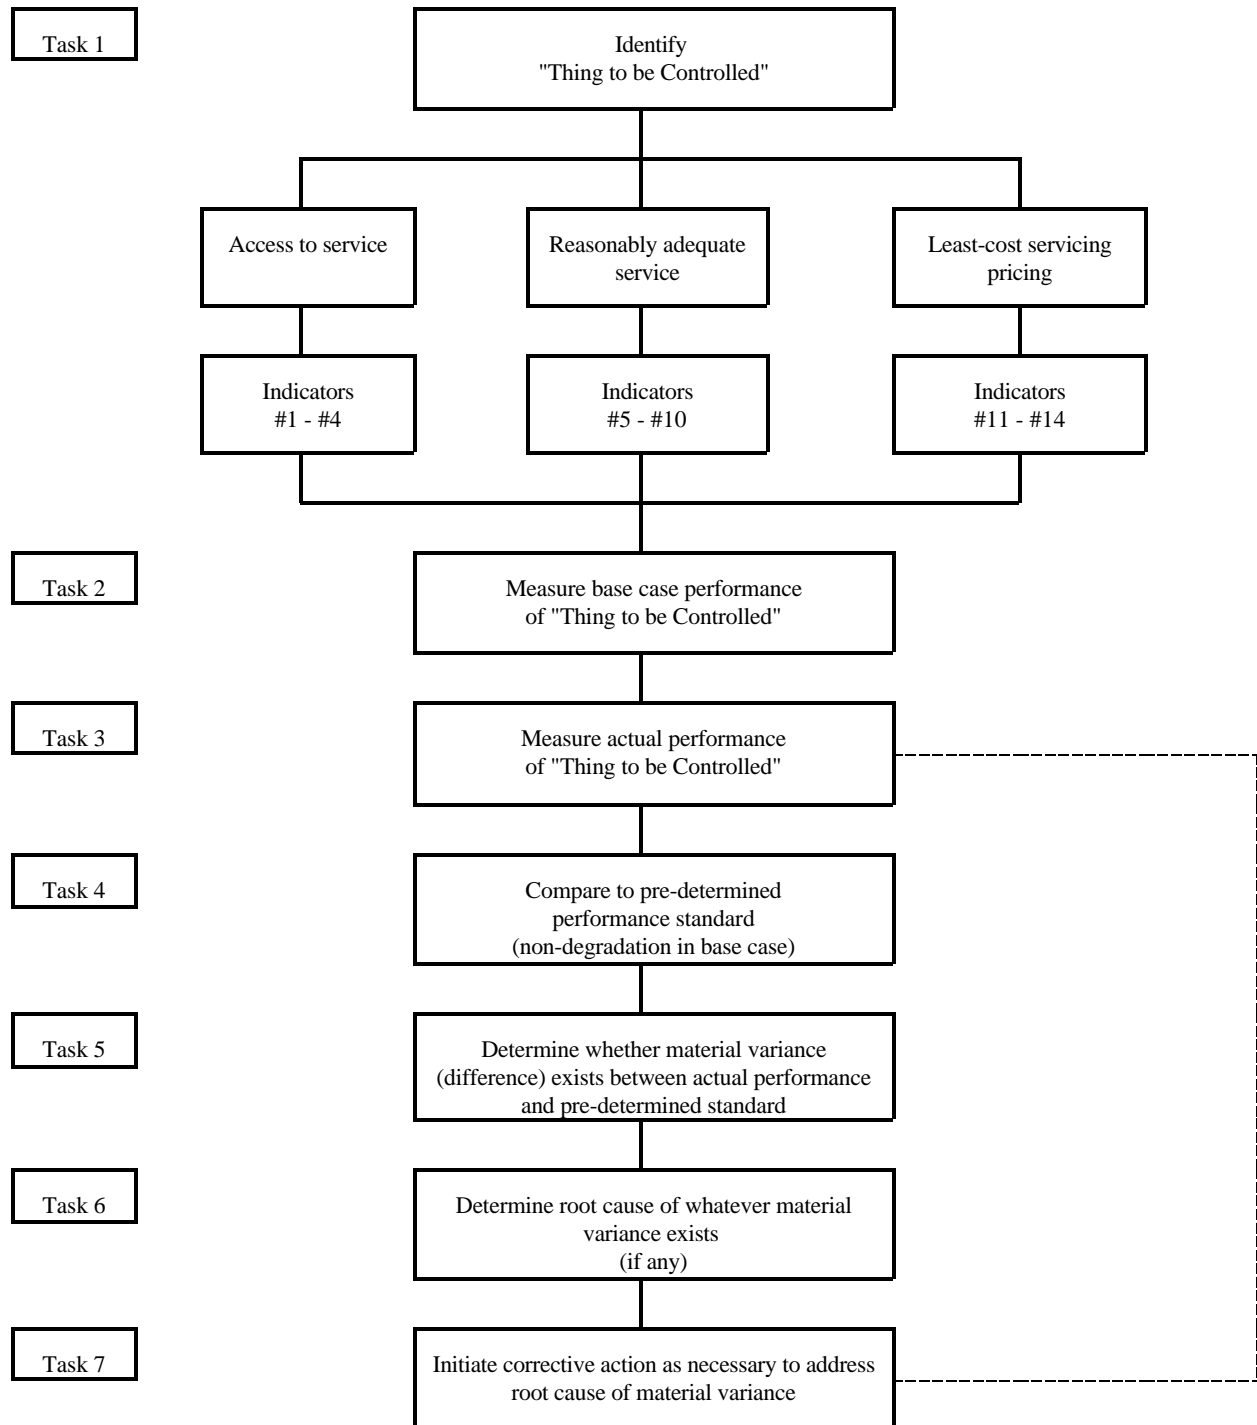 Task 1
Identify
"Thing to be Controlled"
Access to service
Reasonably adequate
service
Least-cost servicing
pricing
Indicators
#1 - #4
Indicators
#5 - #10
Indicators
#11 - #14
Task 2
Measure base case performance
of "Thing to be Controlled"
Task 3
Measure actual performance
of "Thing to be Controlled"
Task 4
Compare to pre-determined
performance standard
(non-degradation in base case)
Task 5
Determine whether material variance
(difference) exists between actual performance
and pre-determined standard
Task 6
Determine root cause of whatever material
variance exists
(if any)
Task 7
Initiate corrective action as necessary to address
root cause of material variance